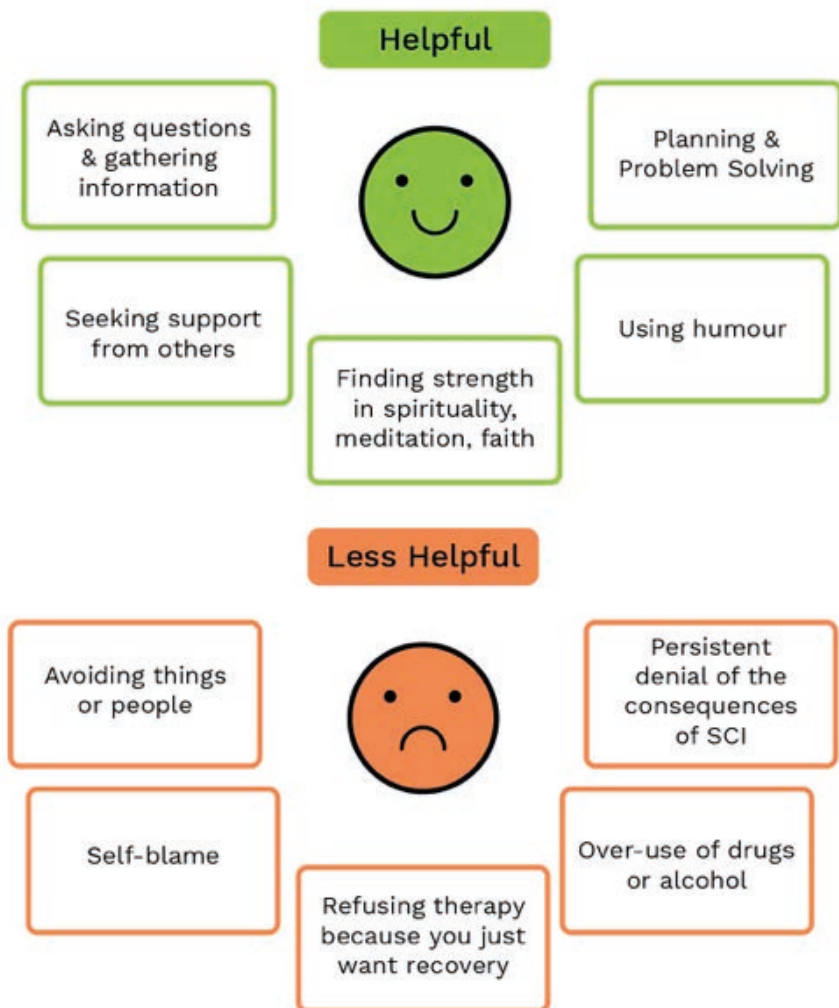 Helpful
Asking questions
& gathering
information
Planning &
Problem Solving
Seeking support
from others
Using humour
Finding strength
in spirituality,
meditation, faith
Less Helpful
Avoiding things
or people
Persistent
denial of the
consequences
of SCI
Self-blame
Over-use of drugs
or alcohol
Refusing therapy
because you just
want recovery